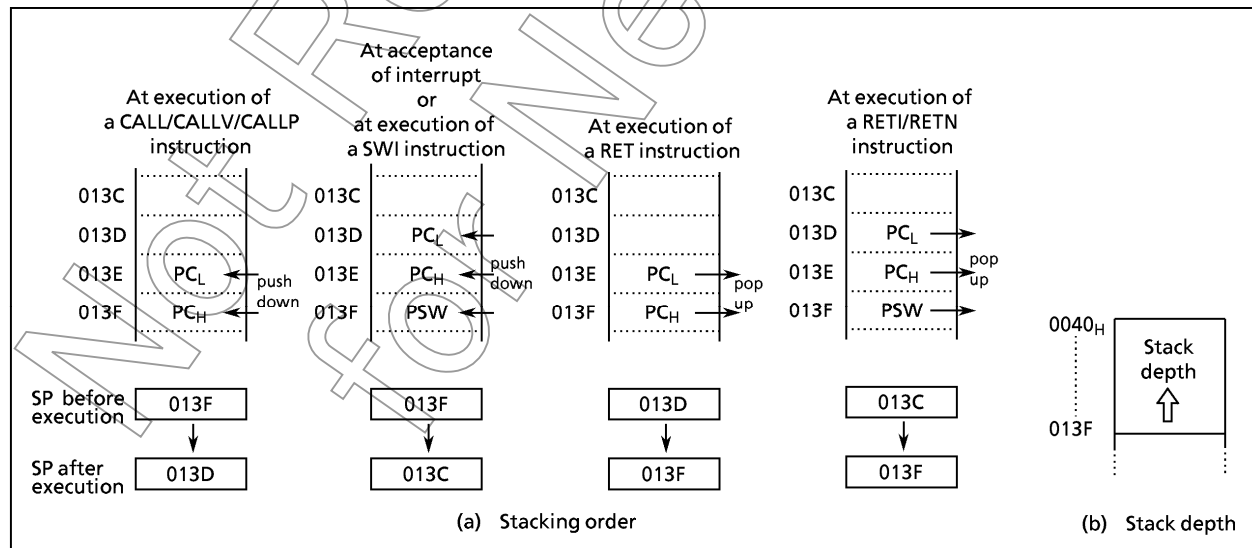 At execution of
a CALL/CALLV/CALLP
instruction
013C
013D
013E
PCL
013F
PCH
push
down
At acceptance
of interrupt
or
at execution of
a SWI instruction
013C
013D
PCL
013E
PCH
013F
PSW
push
down
At execution of
a RET instruction
013C
013D
013E
PCL
013F
PCH
pop
up
At execution of
a RETI/RETN
instruction
013C
013D
PCL
013E
PCH
013F
PSW
pop
up
SP before
execution
013F
013F
013D
013C
SP after
execution
013D
013C
013F
013F
(a) Stacking order
0040H
Stack
depth
013F
(b) Stack depth
Not R
for Ne